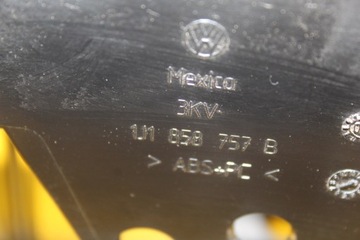 Mexico
3KV
1J1 858 757 B
> ABS+PC <